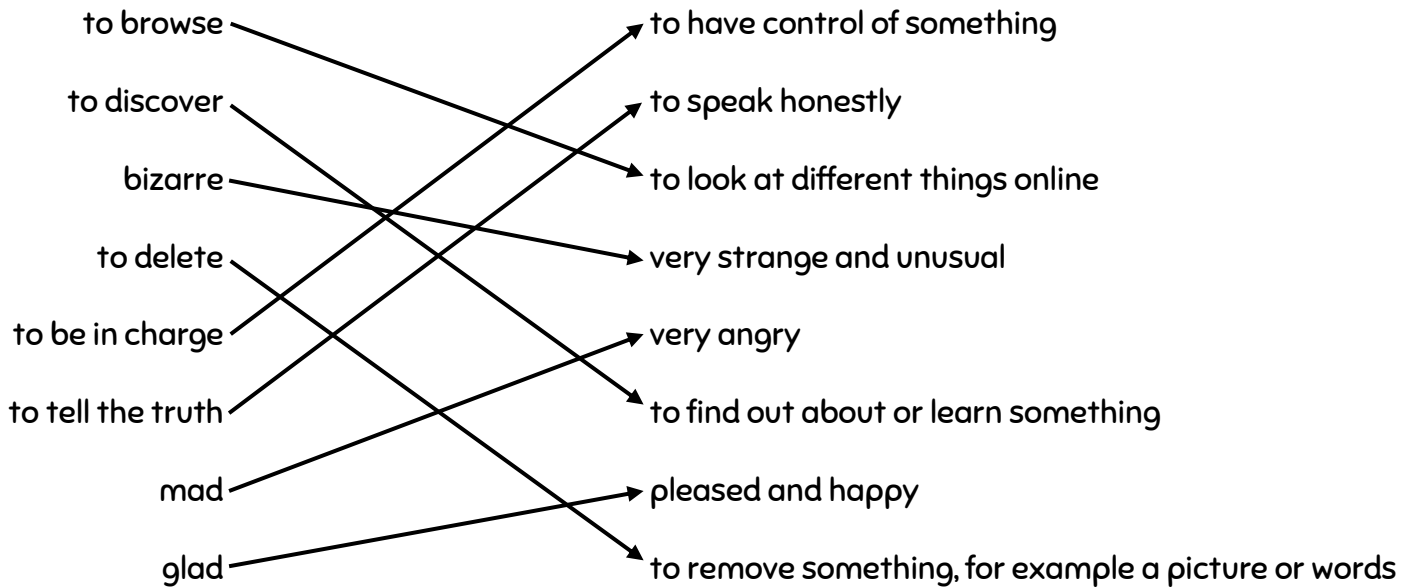 to browse
to discover
bizarre
to delete
to be in charge
to tell the truth
mad
glad
to have control of something
to speak honestly
to look at different things online
very strange and unusual
very angry
to find out about or learn something
pleased and happy
to remove something, for example a picture or words